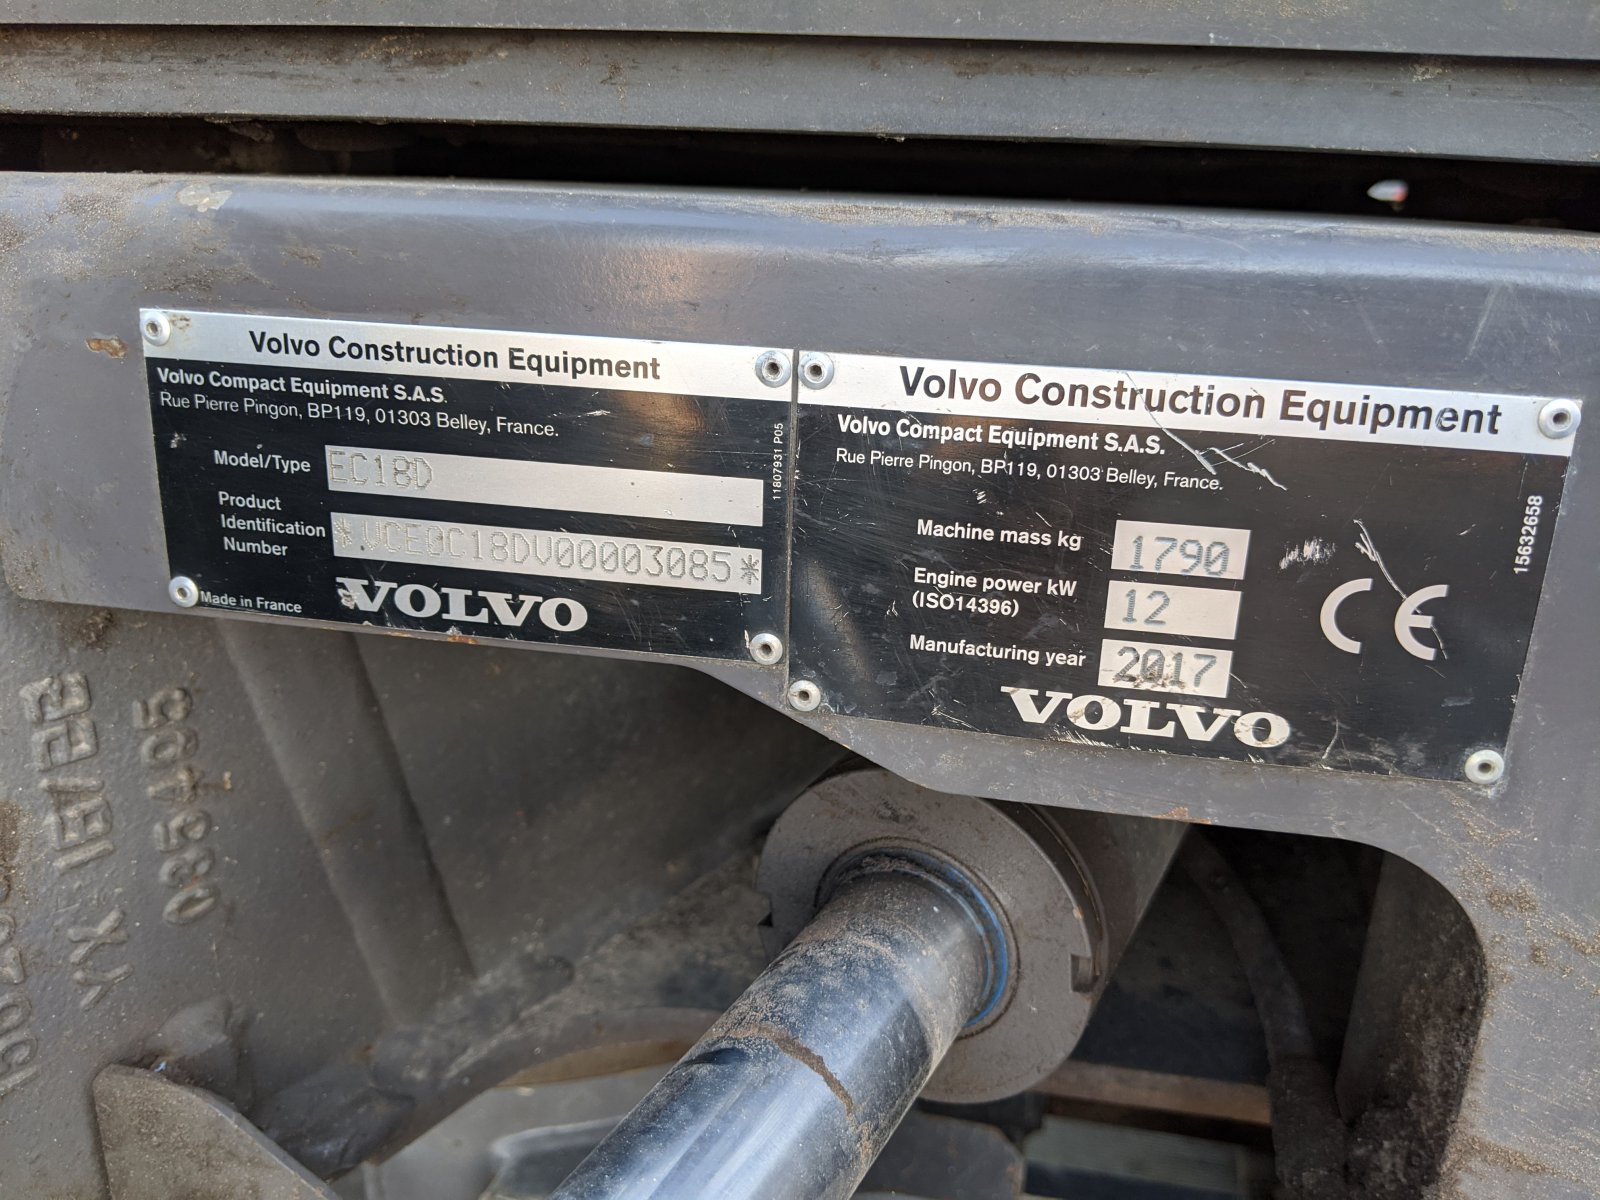 Volvo Construction Equipment
Volvo Compact Equipment S.A.S.
Rue Pierre Pingon, BP119, 01303 Belley, France.
Model/Type EC18D
Product
Identification
Number
*VCE0C18DV00003085*
Made in France
VOLVO
11807931 P05
Volvo Construction Equipment
Volvo Compact Equipment S.A.S.
Rue Pierre Pingon, BP119, 01303 Belley, France.
Machine mass kg 1790
Engine power kW
(ISO14396)
12
Manufacturing year 2017
VOLVO
CE
15632658